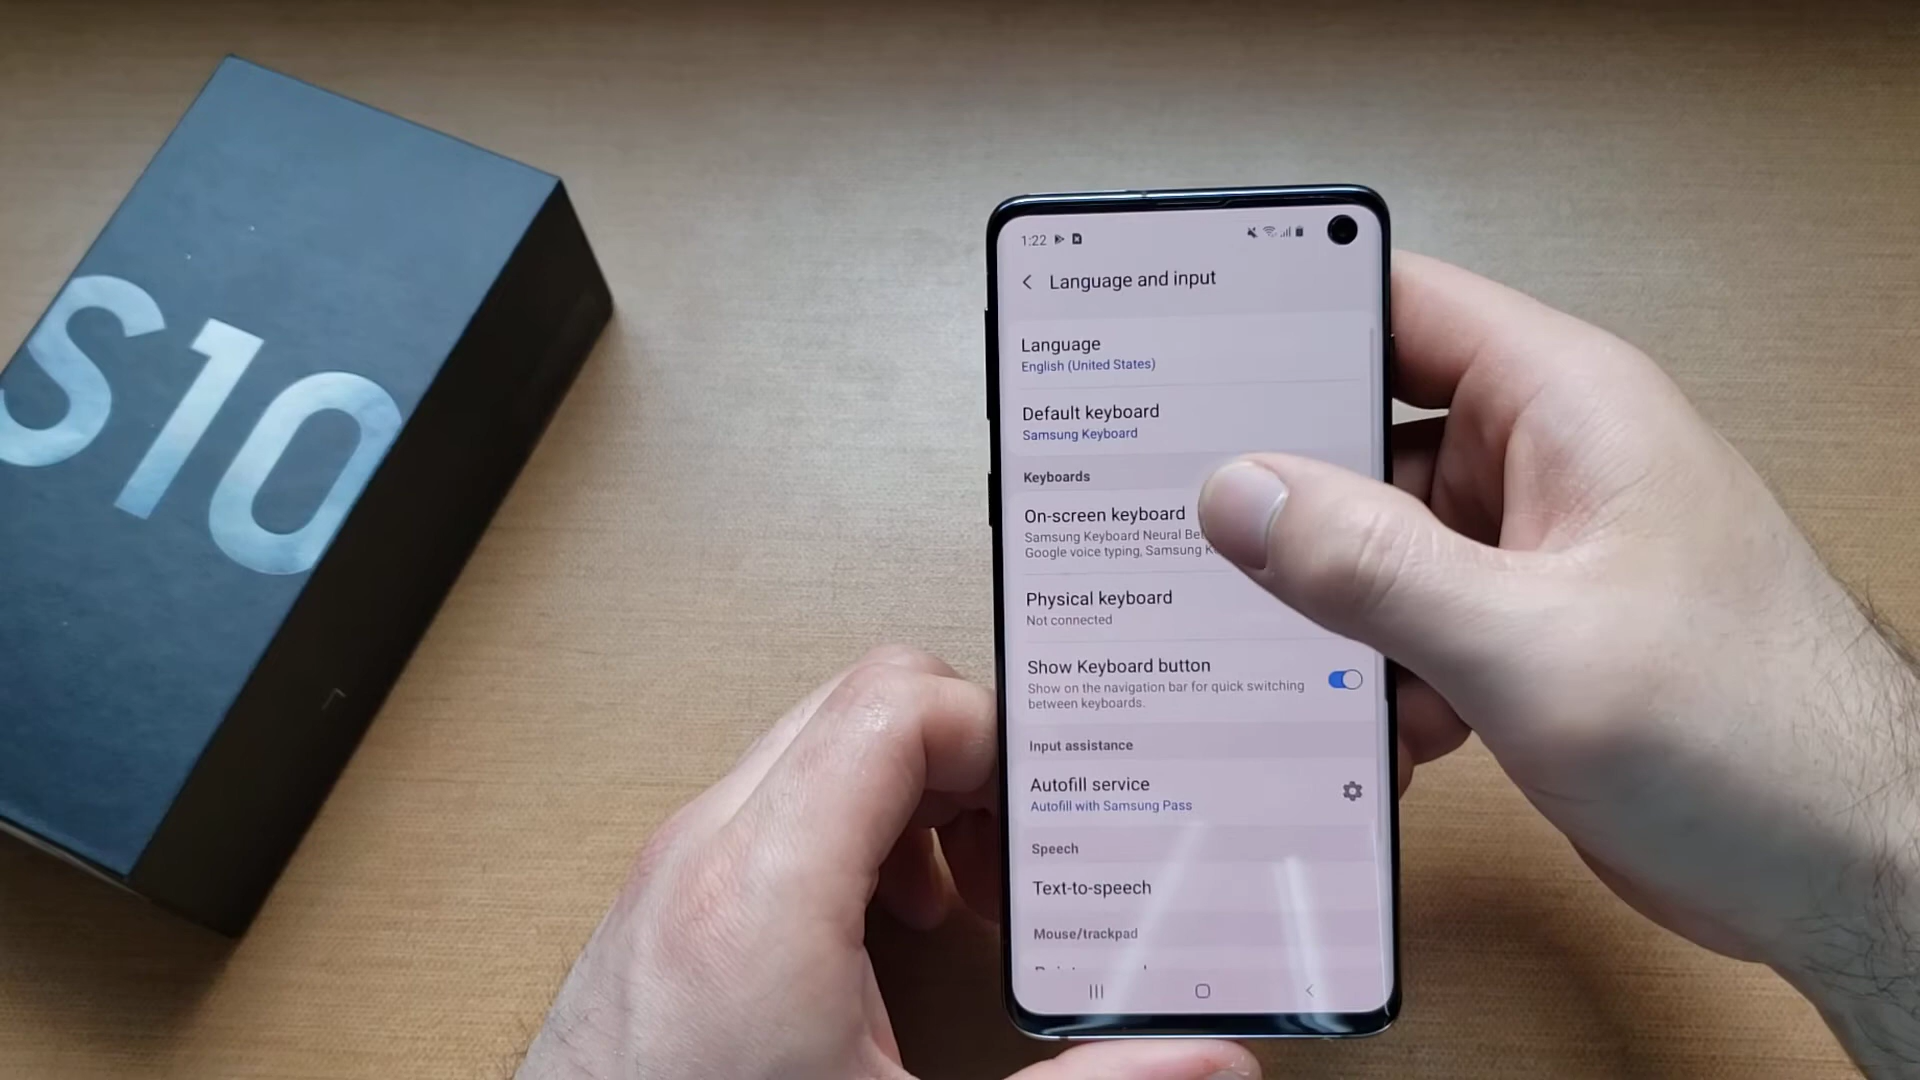 S10
1:22
Language and input
Language
English (United States)
Default keyboard
Samsung Keyboard
Keyboards
On-screen keyboard
Samsung Keyboard Neural
Google voice typing, Samsung
Physical keyboard
Not connected
Show Keyboard button
Show on the navigation bar for quick switching
between keyboards.
Input assistance
Autofill service
Autofill with Samsung Pass
Speech
Text-to-speech
Mouse/trackpad